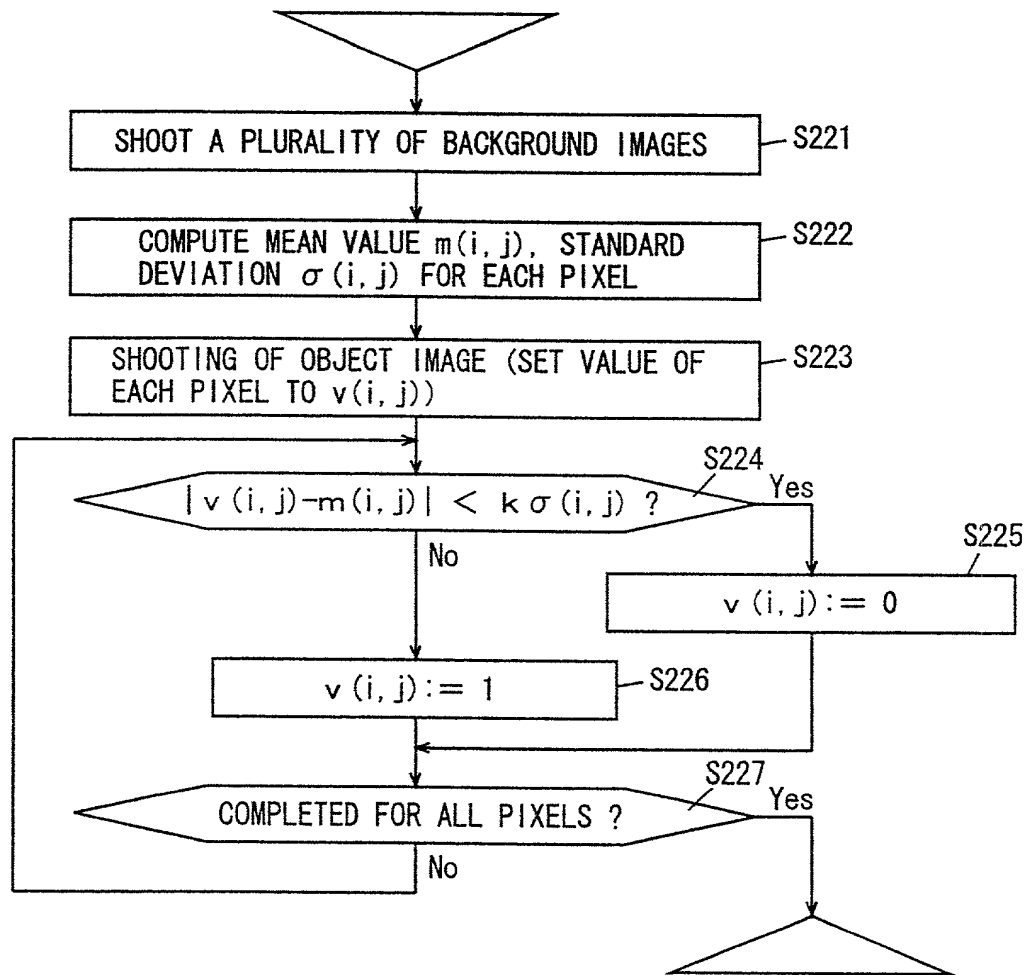 SHOOT A PLURALITY OF BACKGROUND IMAGES
S221
COMPUTE MEAN VALUE m(i, j), STANDARD
DEVIATION σ(i, j) FOR EACH PIXEL
S222
SHOOTING OF OBJECT IMAGE (SET VALUE OF
EACH PIXEL TO v(i, j))
S223
|v(i, j)-m(i, j)| < kσ(i, j) ?
S224
Yes
No
v(i, j):= 0
S225
v(i, j):= 1
S226
COMPLETED FOR ALL PIXELS ?
S227
Yes
No